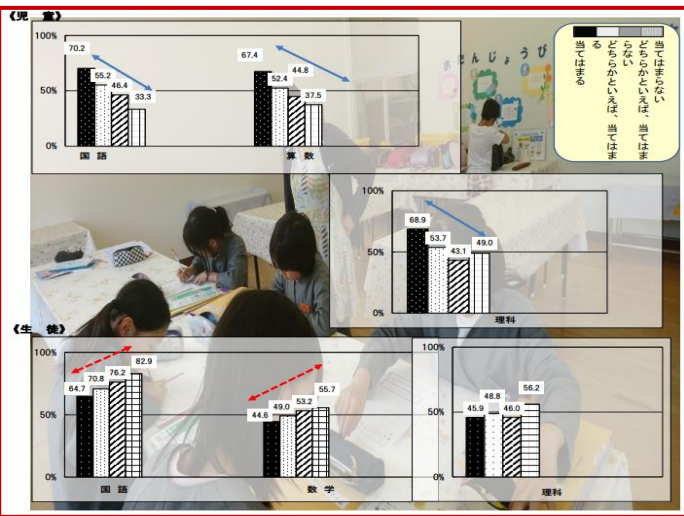 《児 童》
100%
50%
0%
70.2
55.2
46.4
33.3
国 語
67.4
52.4
44.8
37.5
算 数
んじょうび
当てはまらない
どちらかといえば、当てはまらない
どちらかといえば、当てはまる
当てはまる
100%
50%
0%
68.9
53.7
43.1
49.0
理科
《生 徒》
100%
50%
0%
64.7
70.8
76.2
82.9
国 語
44.6
49.0
53.2
55.7
数 学
100%
50%
0%
45.9
48.8
46.0
56.2
理科